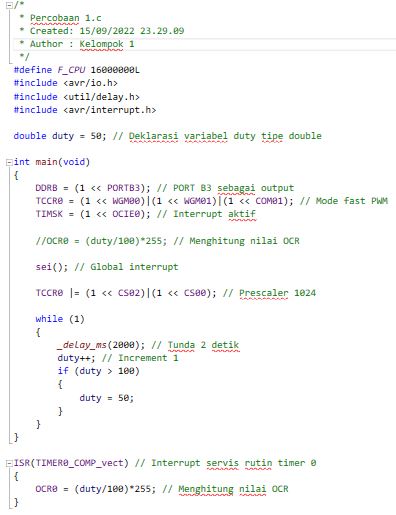 /*
 * Percobaan 1.c
 * Created: 15/09/2022 23.29.09
 * Author : Kelompok 1
 */
#define F_CPU 16000000L
#include <avr/io.h>
#include <util/delay.h>
#include <avr/interrupt.h>

double duty = 50; // Deklarasi variabel duty tipe double

int main(void)
{
    DDRB = (1 << PORTB3); // PORT B3 sebagai output
    TCCR0 = (1 << WGM00)|(1 << WGM01)|(1 << COM01); // Mode fast PWM
    TIMSK = (1 << OCIE0); // Interrupt aktif

    //OCR0 = (duty/100)*255; // Menghitung nilai OCR

    sei(); // Global interrupt

    TCCR0 |= (1 << CS02)|(1 << CS00); // Prescaler 1024

    while (1)
    {
        _delay_ms(2000); // Tunda 2 detik
        duty++; // Increment 1
        if (duty > 100)
        {
            duty = 50;
        }
    }
}

ISR(TIMER0_COMP_vect) // Interrupt servis rutin timer 0
{
    OCR0 = (duty/100)*255; // Menghitung nilai OCR
}